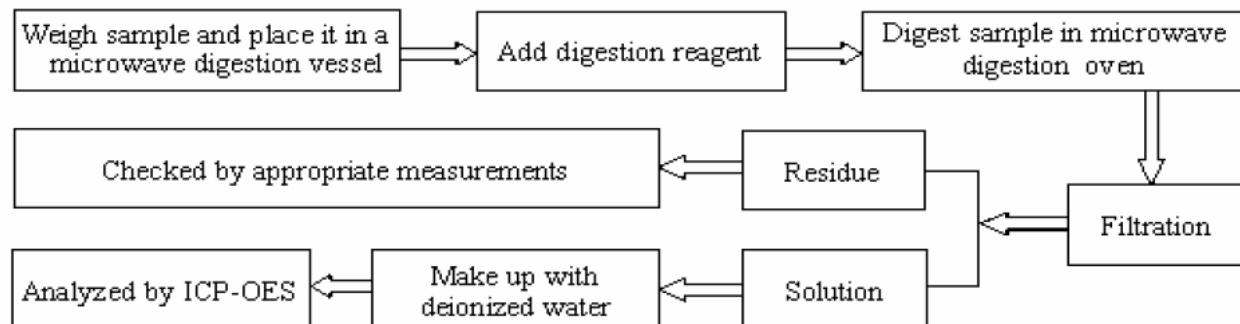 Weigh sample and place it in a
microwave digestion vessel
Add digestion reagent
Digest sample in microwave
digestion oven
Checked by appropriate measurements
Residue
Filtration
Analyzed by ICP-OES
Make up with
deionized water
Solution